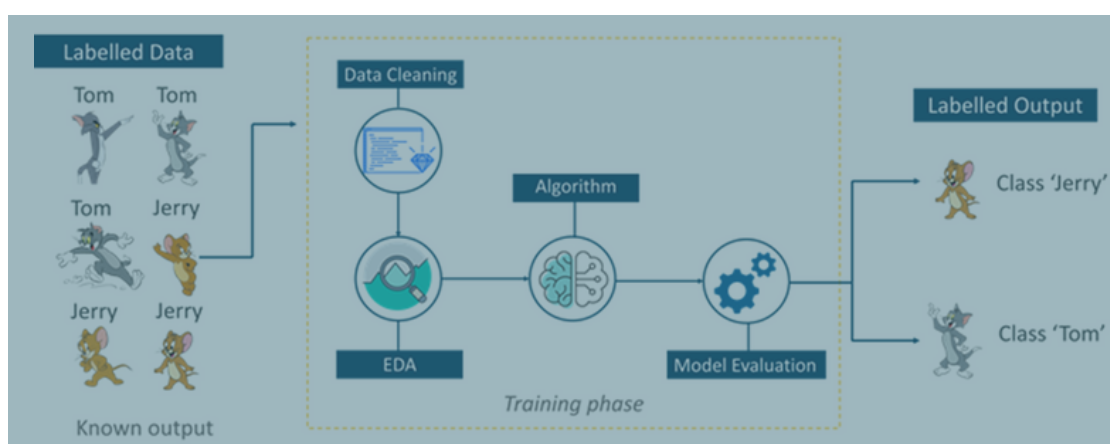 Labelled Data
Tom Tom
Tom Jerry
Jerry Jerry
Known output
Data Cleaning
EDA
Algorithm
Model Evaluation
Training phase
Labelled Output
Class ‘Jerry’
Class ‘Tom’